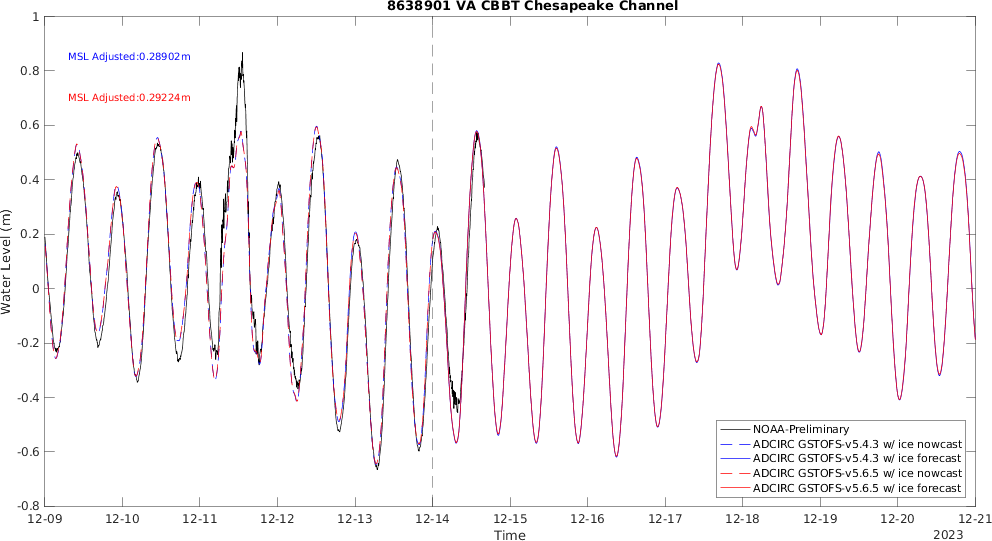 8638901 VA CBBT Chesapeake Channel
MSL Adjusted:0.28902m
MSL Adjusted:0.29224m
Water Level (m)
1
0.8
0.6
0.4
0.2
0
-0.2
-0.4
-0.6
-0.8
NOAA-Preliminary
ADCIRC GSTOFS-v5.4.3 w/ ice nowcast
ADCIRC GSTOFS-v5.4.3 w/ ice forecast
ADCIRC GSTOFS-v5.6.5 w/ ice nowcast
ADCIRC GSTOFS-v5.6.5 w/ ice forecast
12-09 12-10 12-11 12-12 12-13 12-14 12-15 12-16 12-17 12-18 12-19 12-20 12-21
Time
2023